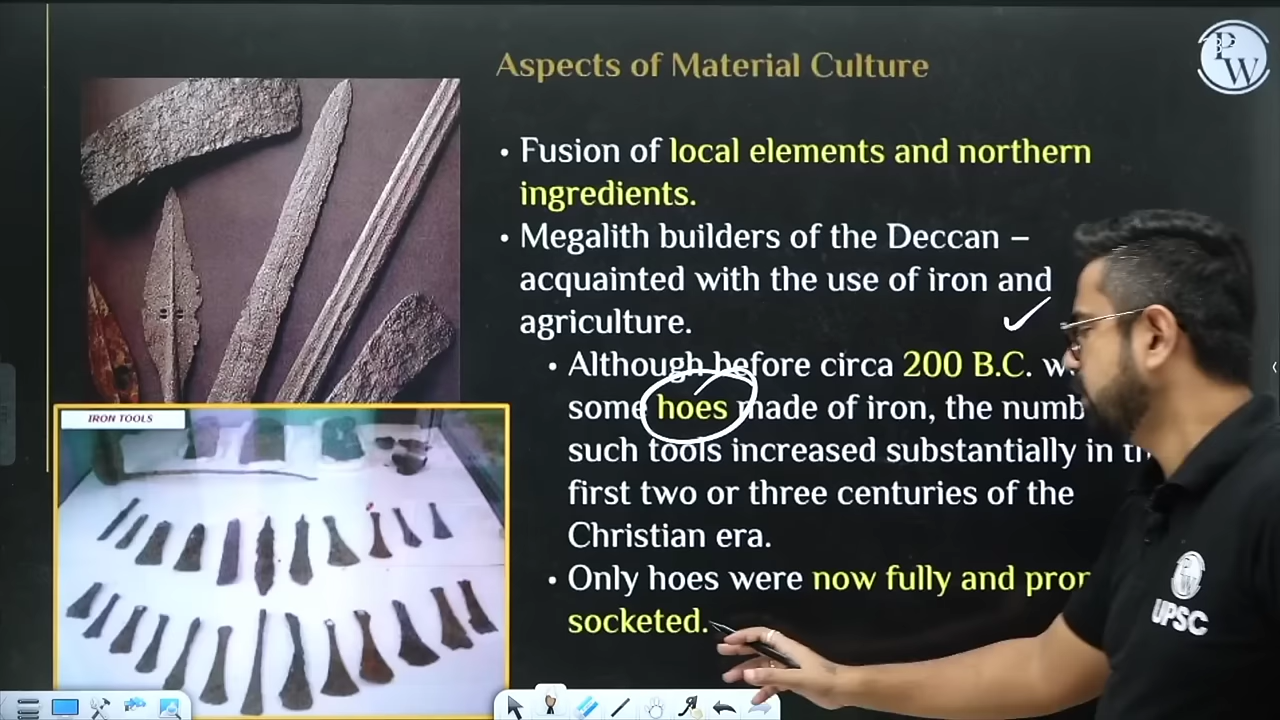 Aspects of Material Culture
PW
• Fusion of local elements and northern
ingredients.
• Megalith builders of the Deccan –
acquainted with the use of iron and
agriculture.
• Although before circa 200 B.C.
some hoes made of iron, the
such tools increased substantially in
first two or three centuries of the
Christian era.
• Only hoes were now fully and
socketed.
IRON TOOLS
PW
UPSC